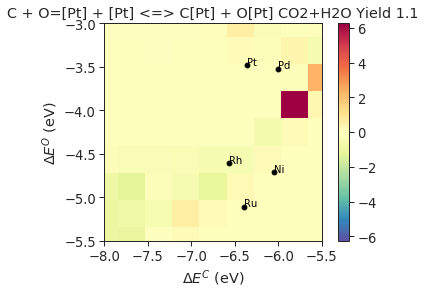 C + O=[Pt] + [Pt] <=> C[Pt] + O[Pt] CO2+H2O Yield 1.1
−3.0
−3.5
−4.0
−4.5
−5.0
−5.5
−8.0 −7.5 −7.0 −6.5 −6.0 −5.5
ΔE^O (eV)
ΔE^C (eV)
Pt
Pd
Rh
Ni
Ru
6
4
2
0
−2
−4
−6